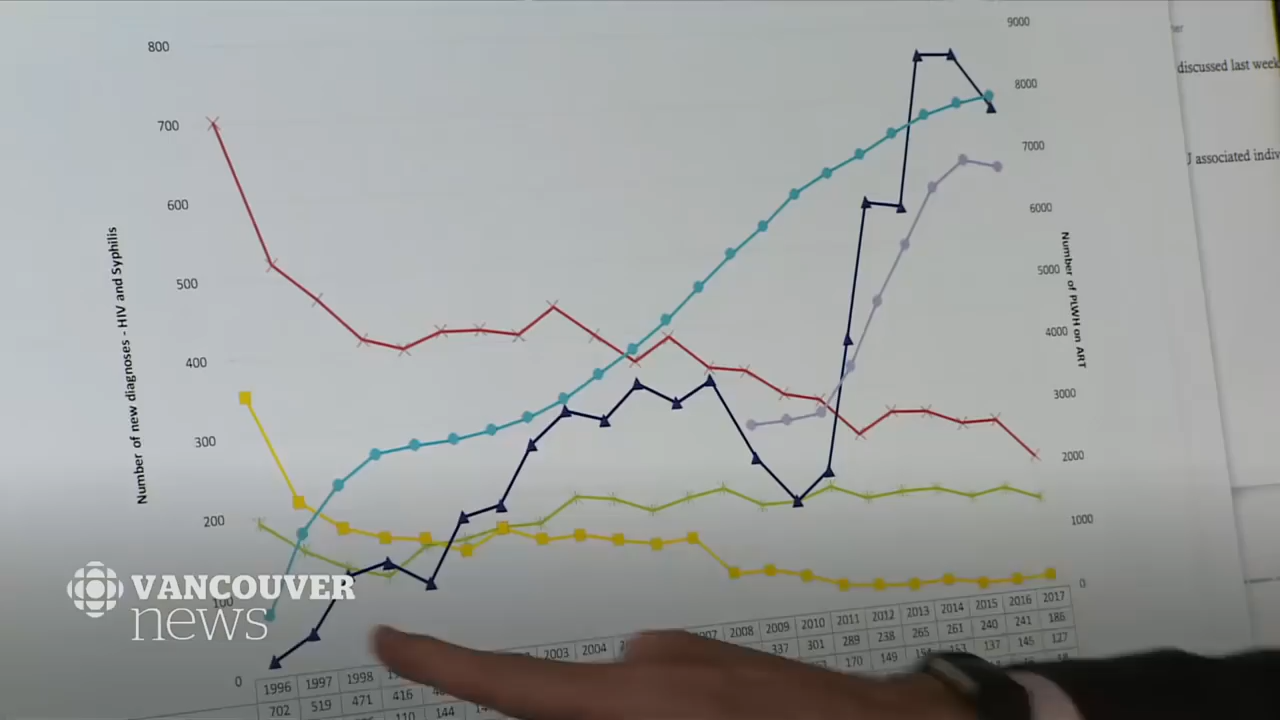 800
700
600
500
400
300
200
100
0
Number of new diagnoses - HIV and Syphilis
9000
8000
7000
6000
5000
4000
3000
2000
1000
0
Number of PLWH on ART
discussed last week
associated indiv
1996 1997 1998 2003 2004 2008 2009 2010 2011 2012 2013 2014 2015 2016 2017
702 519 471 416 337 301 289 238 265 261 240 241 186
110 144 170 149 153 137 145 127
VANCOUVER
news